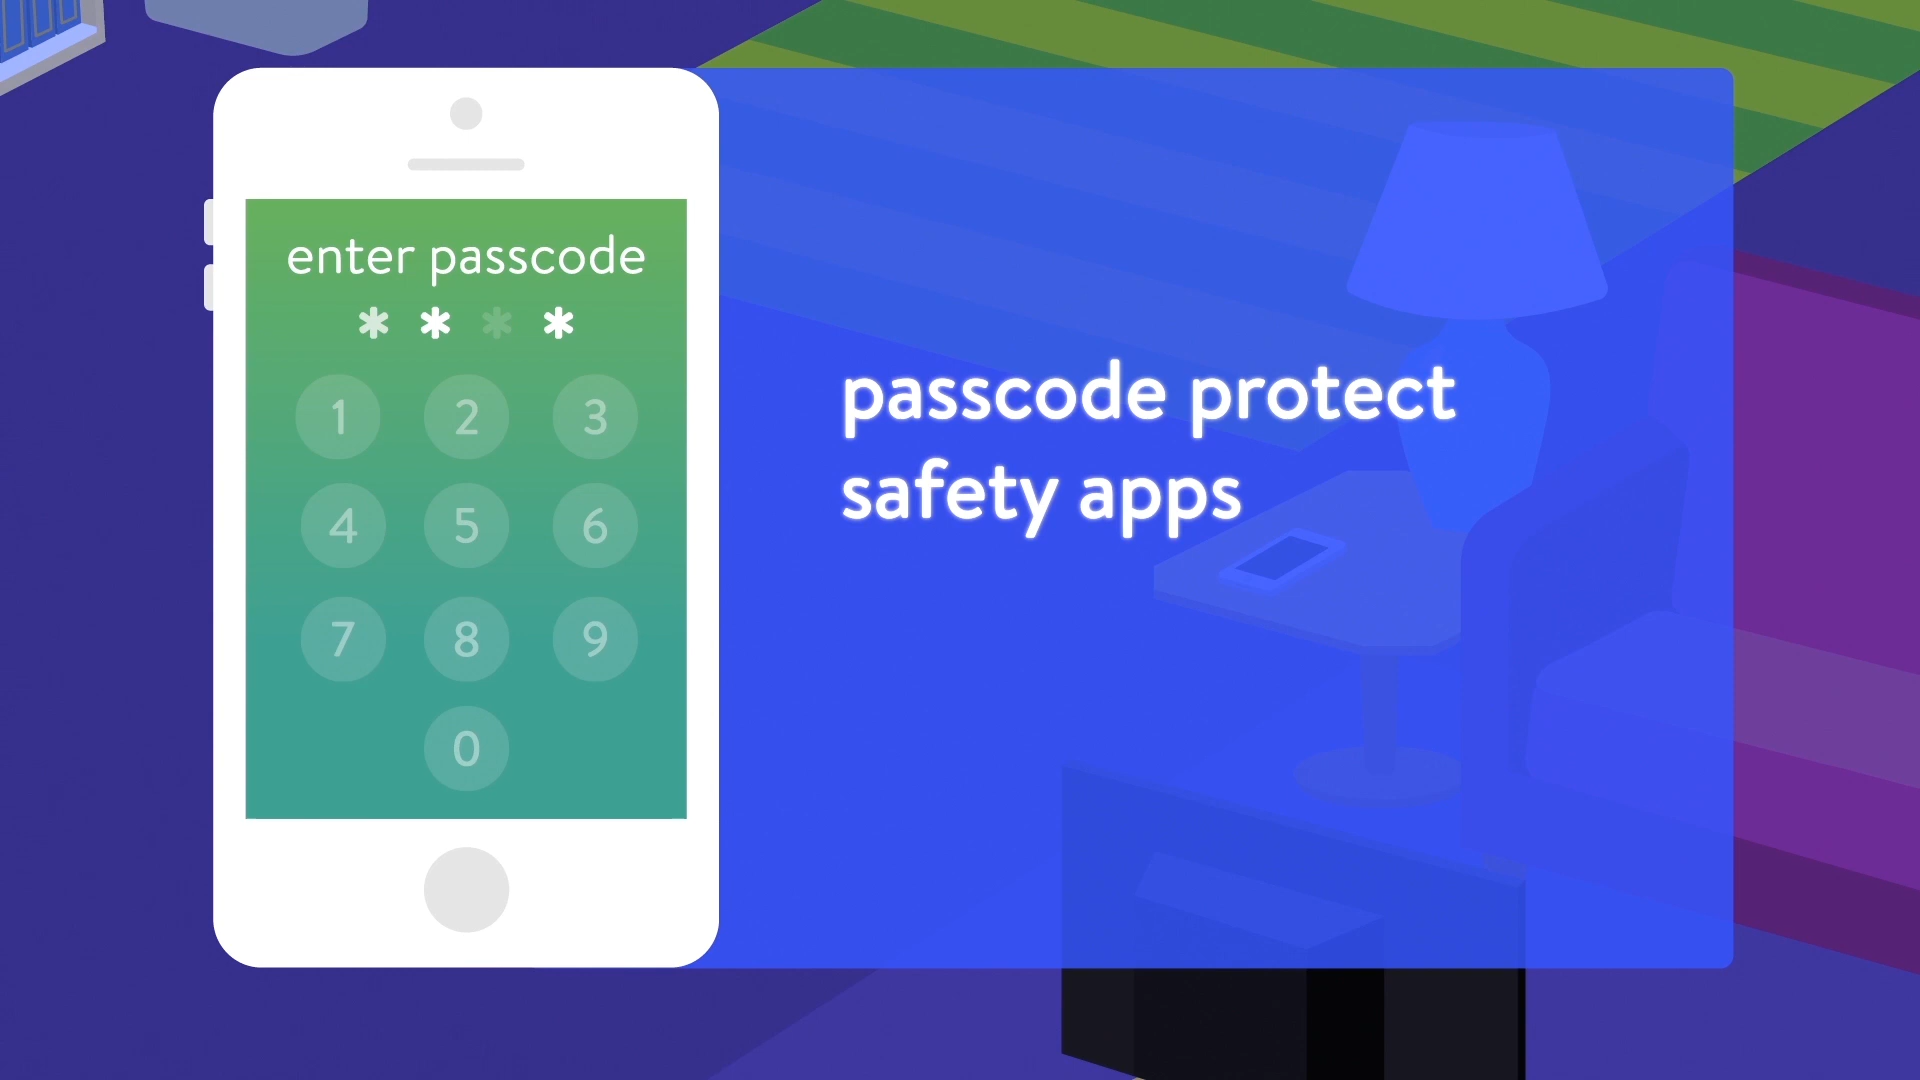 enter passcode
* * * *
1 2 3
4 5 6
7 8 9
0
passcode protect
safety apps